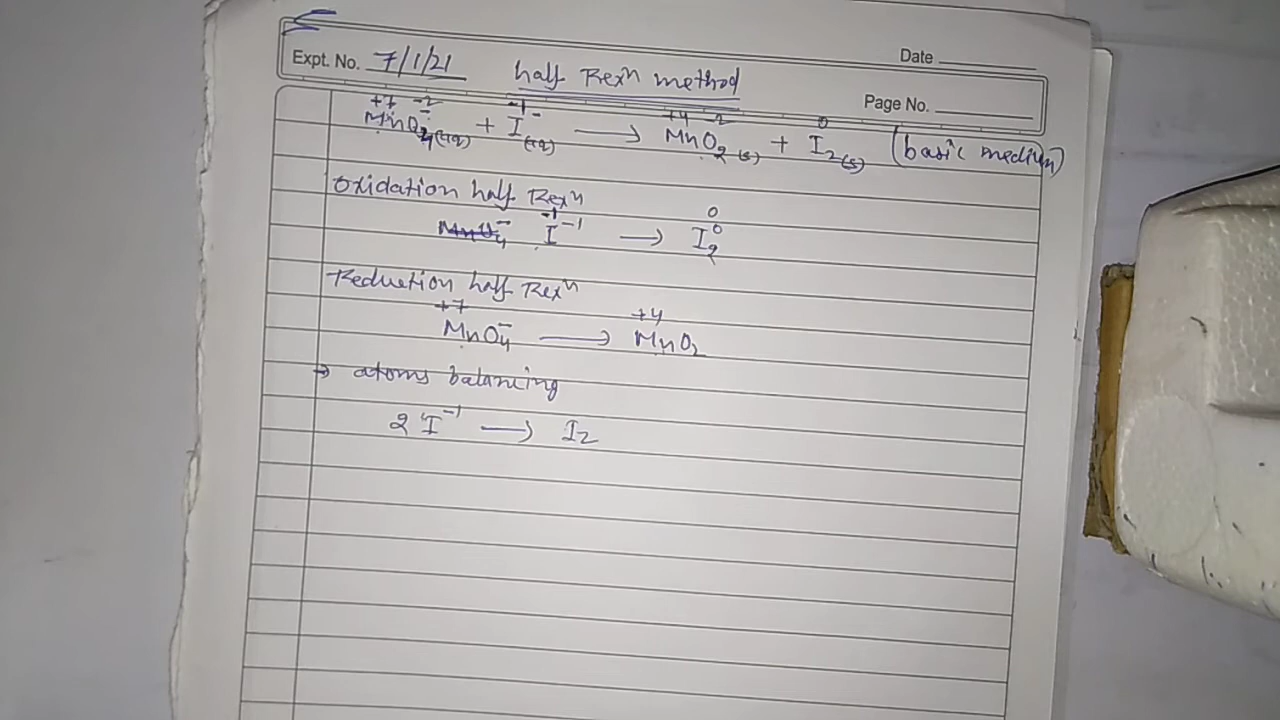 Date
Expt. No. 7/1/21 half Rexⁿ method
Page No.
+7 -2 -1 +4 -2 0
MnO₄⁻(aq) + I⁻(aq) → MnO₂(s) + I₂(s) (basic medium)
Oxidation half Rexⁿ
-1 0
I⁻¹ → I₂⁰
Reduction half Rexⁿ
+7 +4
MnO₄⁻ → MnO₂
→ atoms balancing
2 I⁻¹ → I₂